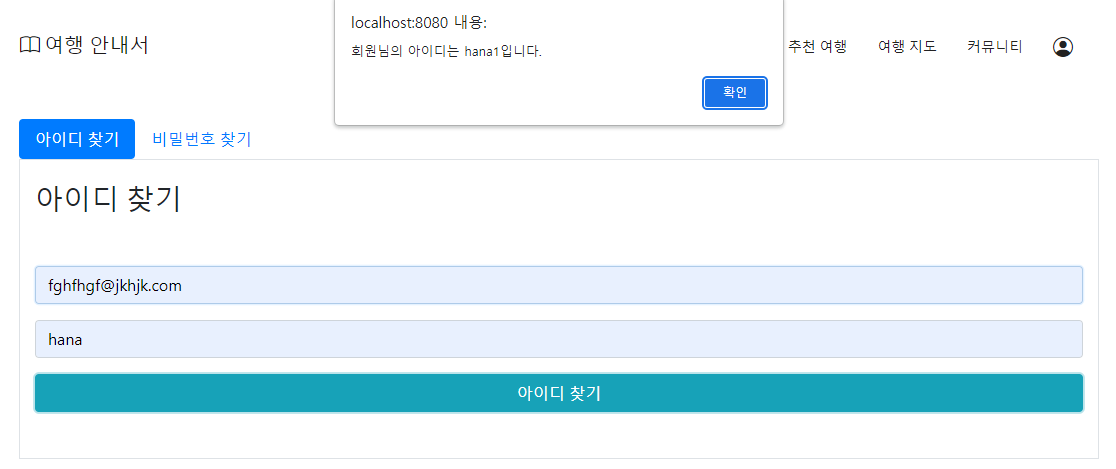 localhost:8080 내용:
회원님의 아이디는 hana1입니다.
확인
여행 안내서
추천 여행 여행 지도 커뮤니티
아이디 찾기 비밀번호 찾기
아이디 찾기
fghfhgf@jkhjk.com
hana
아이디 찾기